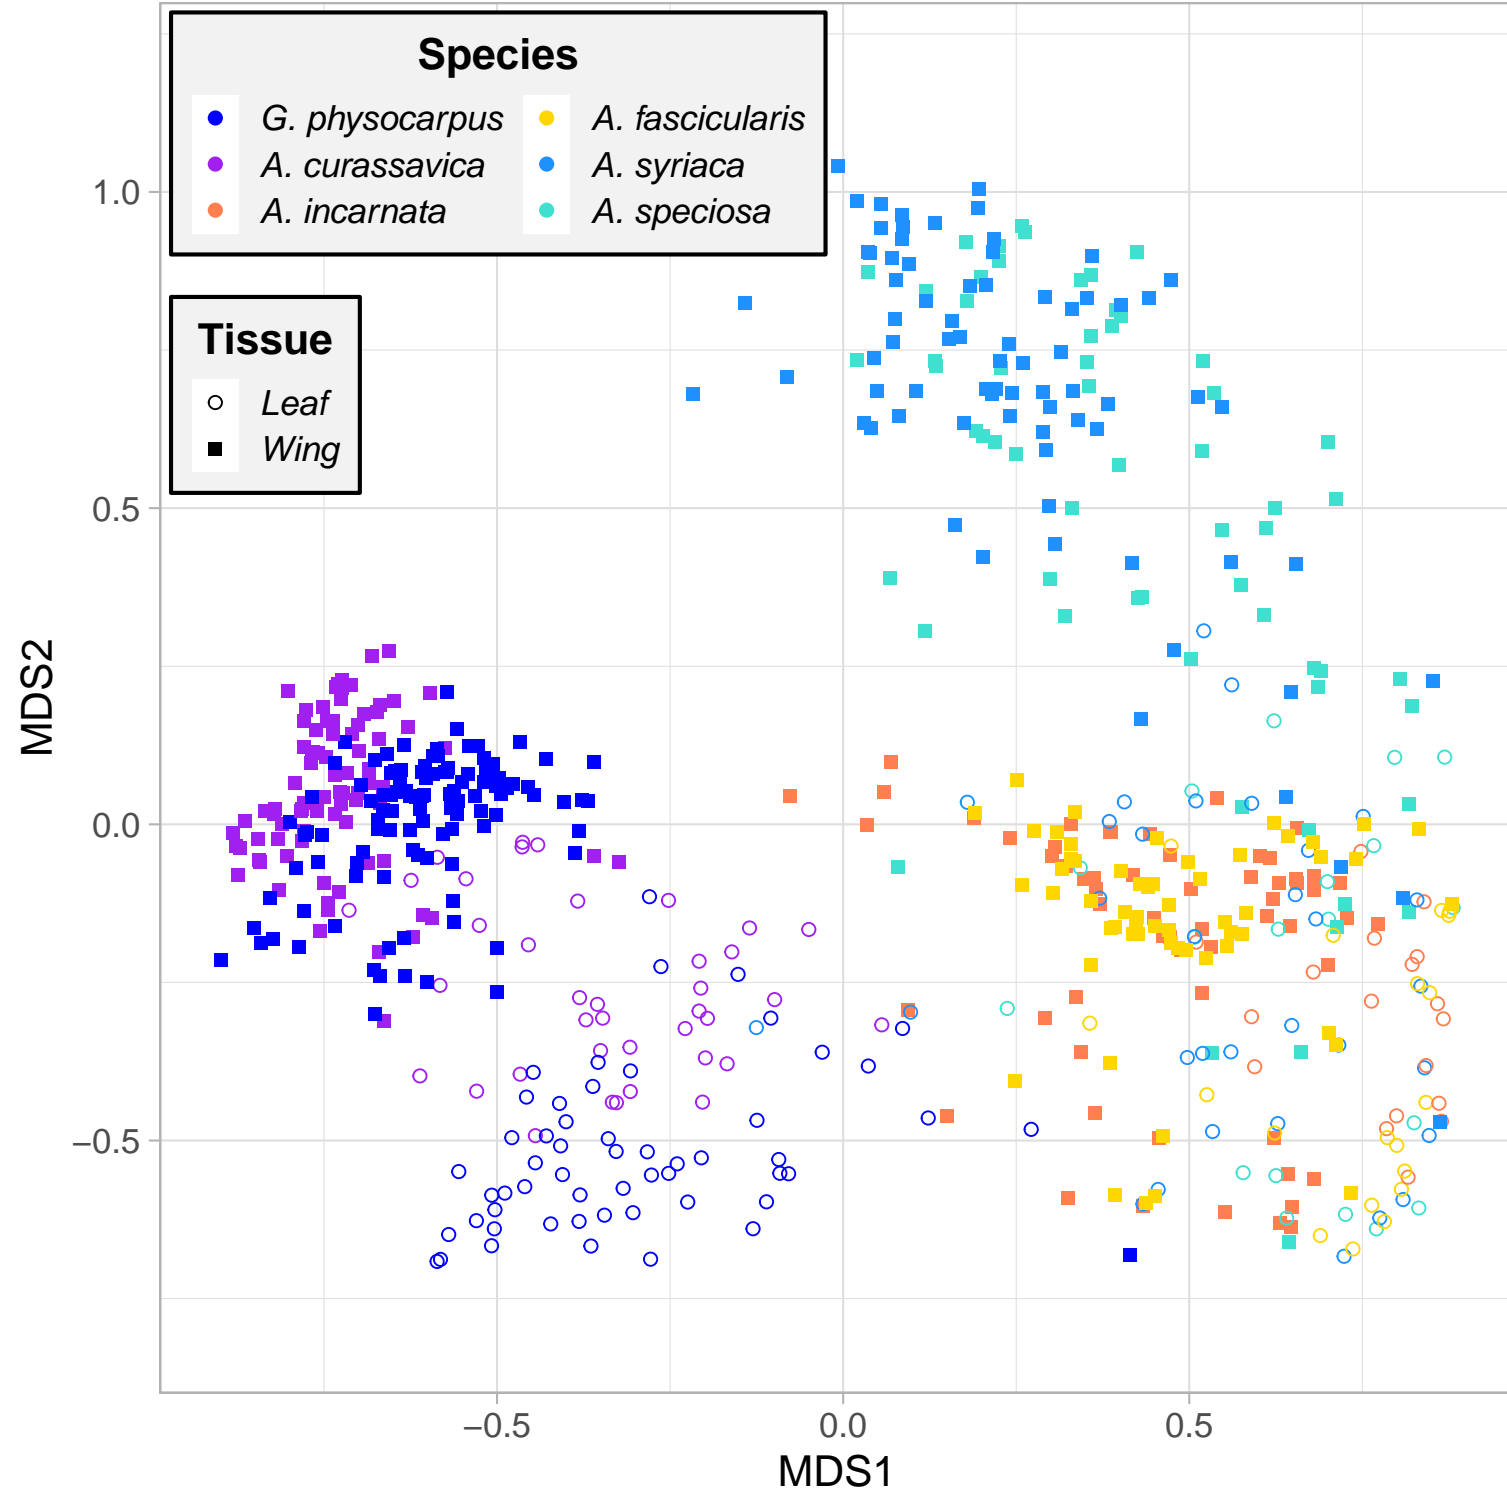 Species
G. physocarpus
A. fascicularis
A. curassavica
A. syriaca
A. incarnata
A. speciosa
Tissue
Leaf
Wing
1.0
0.5
0.0
−0.5
MDS2
−0.5
0.0
0.5
MDS1